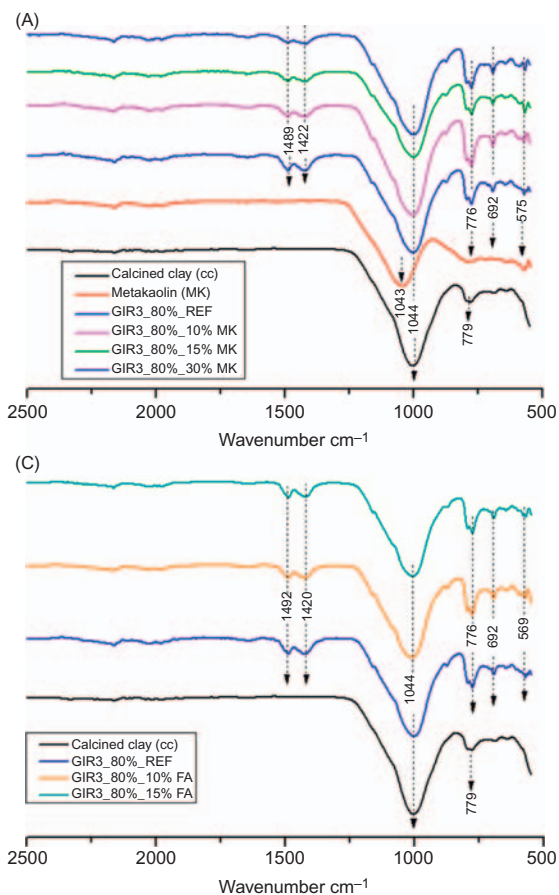 (A)
1489
1422
776
692
575
1043
1044
779
Calcined clay (cc)
Metakaolin (MK)
GIR3_80%_REF
GIR3_80%_10% MK
GIR3_80%_15% MK
GIR3_80%_30% MK
2500 2000 1500 1000 500
Wavenumber cm⁻¹
(C)
1492
1420
1044
776
692
569
779
Calcined clay (cc)
GIR3_80%_REF
GIR3_80%_10% FA
GIR3_80%_15% FA
2500 2000 1500 1000 500
Wavenumber cm⁻¹